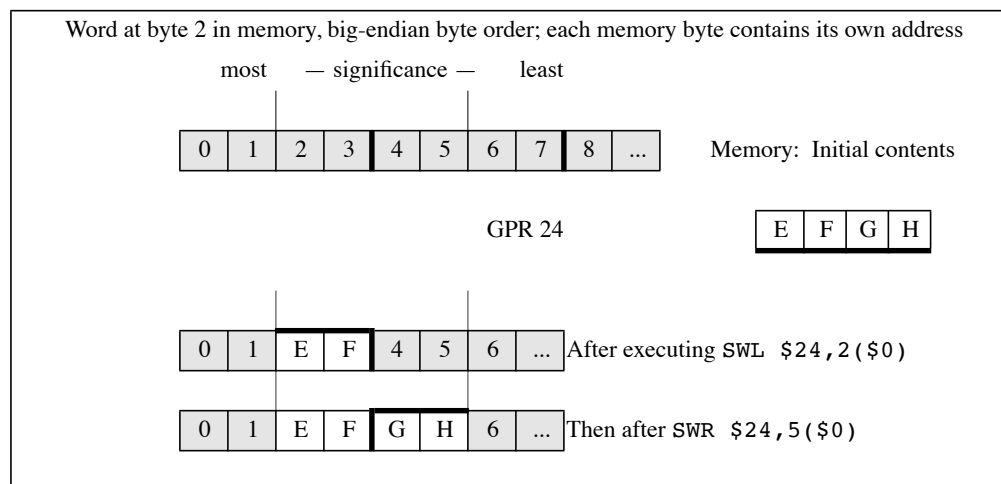 Word at byte 2 in memory, big-endian byte order; each memory byte contains its own address
most — significance — least
0 1 2 3 4 5 6 7 8 ... Memory: Initial contents
GPR 24 E F G H
0 1 E F 4 5 6 ... After executing SWL $24,2($0)
0 1 E F G H 6 ... Then after SWR $24,5($0)